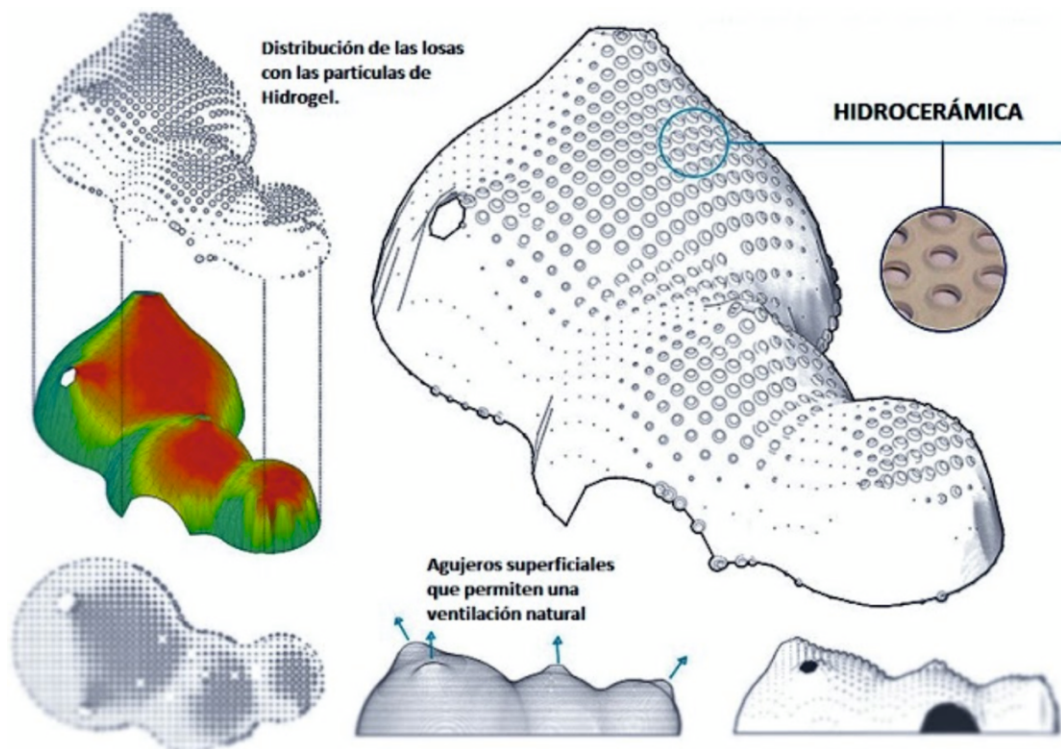 Distribución de las losas
con las partículas de
Hidrogel.
HIDROCERÁMICA
Agujeros superficiales
que permiten una
ventilación natural